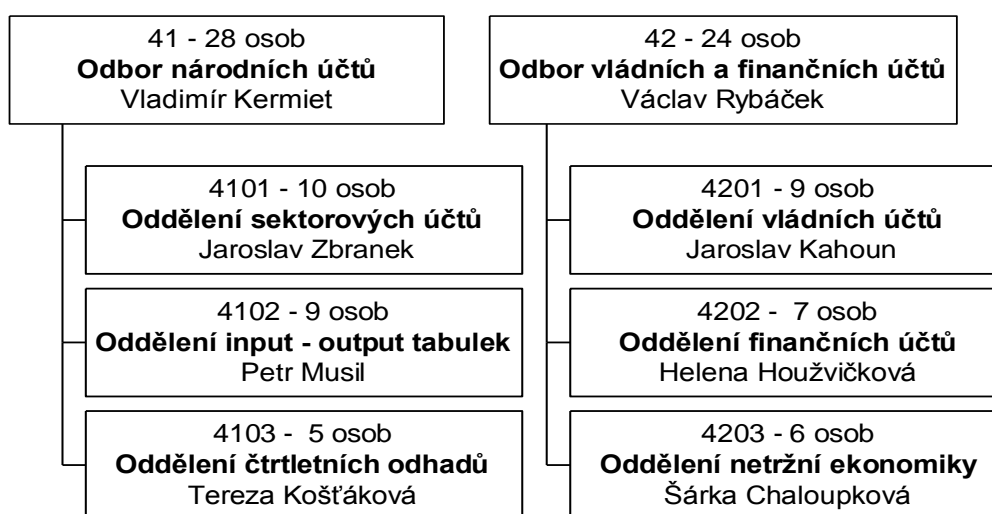 41 - 28 osob
Odbor národních účtů
Vladimír Kermiet
4101 - 10 osob
Oddělení sektorových účtů
Jaroslav Zbranek
4102 - 9 osob
Oddělení input - output tabulek
Petr Musil
4103 -  5 osob
Oddělení čtrtletních odhadů
Tereza Košťáková
42 - 24 osob
Odbor vládních a finančních účtů
Václav Rybáček
4201 - 9 osob
Oddělení vládních účtů
Jaroslav Kahoun
4202 -  7 osob
Oddělení finančních účtů
Helena Houžvičková
4203 - 6 osob
Oddělení netržní ekonomiky
Šárka Chaloupková